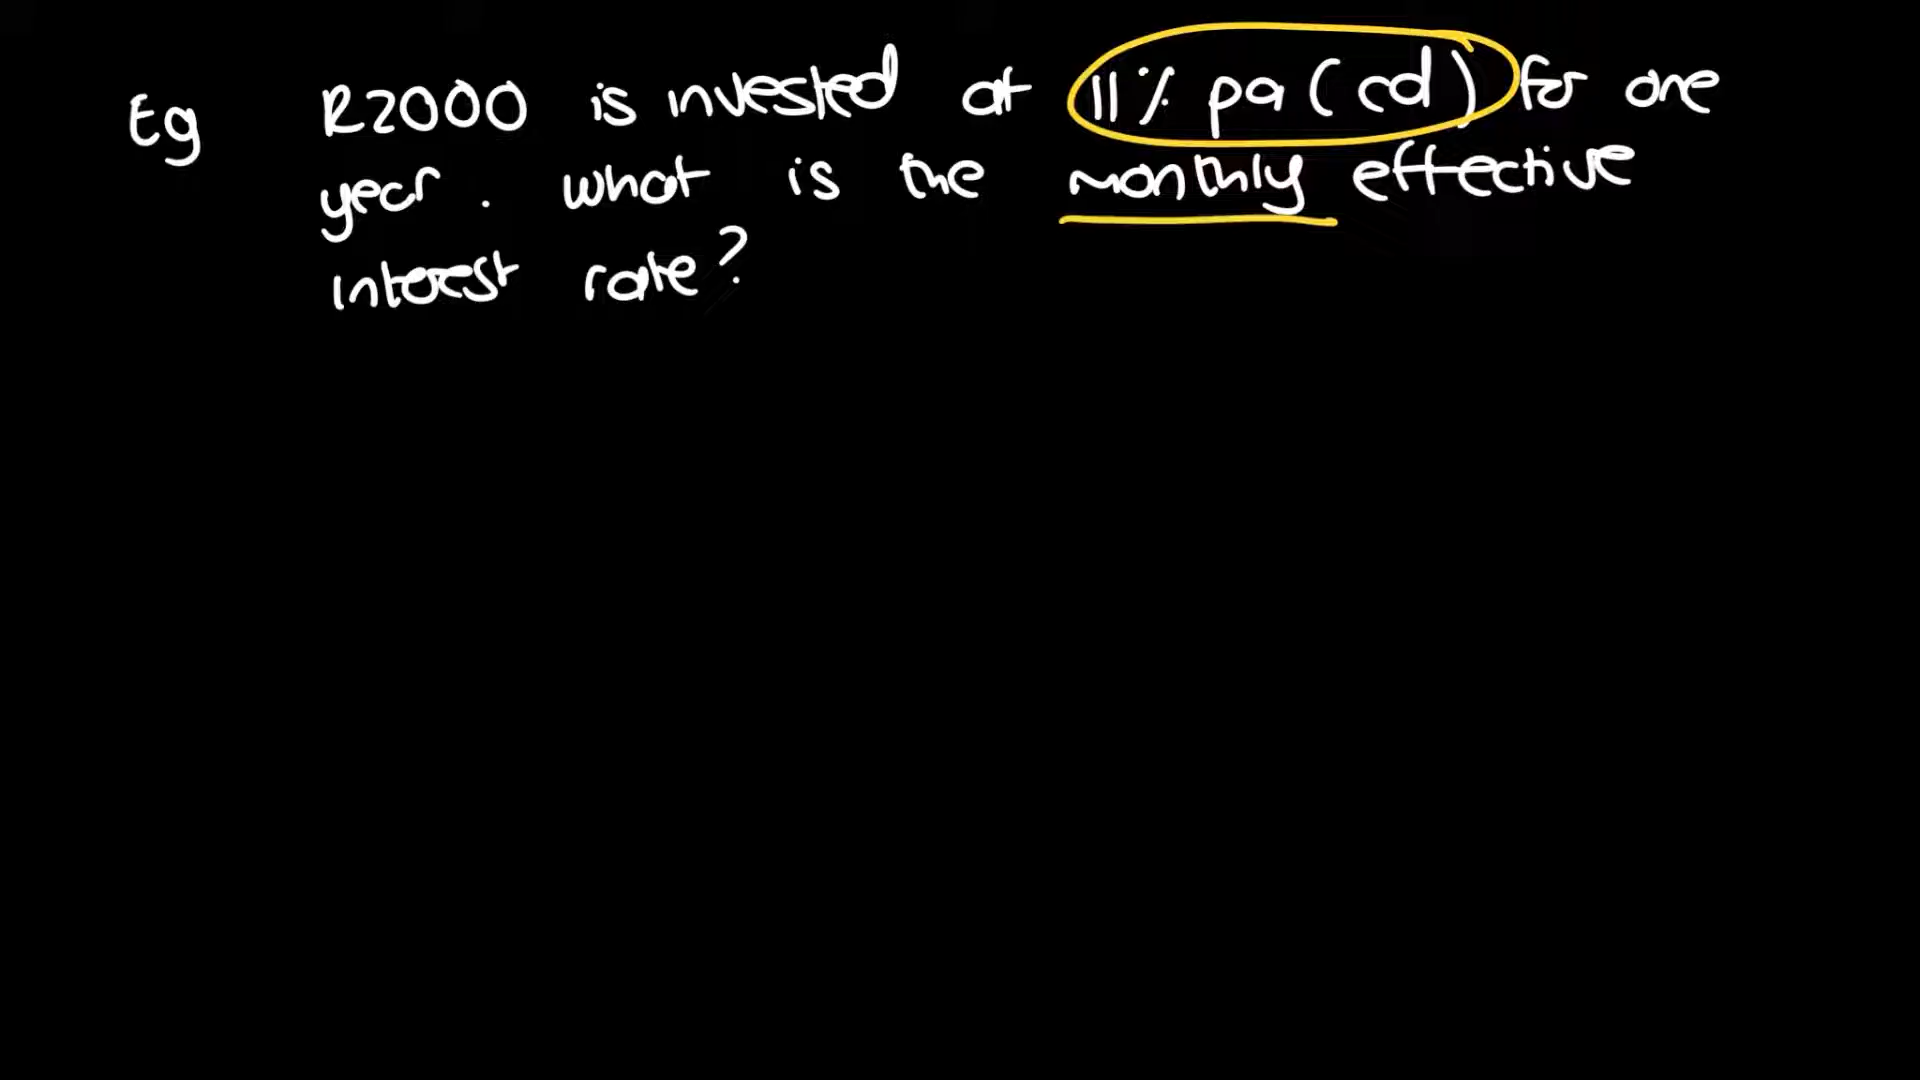 Eg R2000 is invested at 11% pa (cd) for one
year. what is the monthly effective
interest rate?